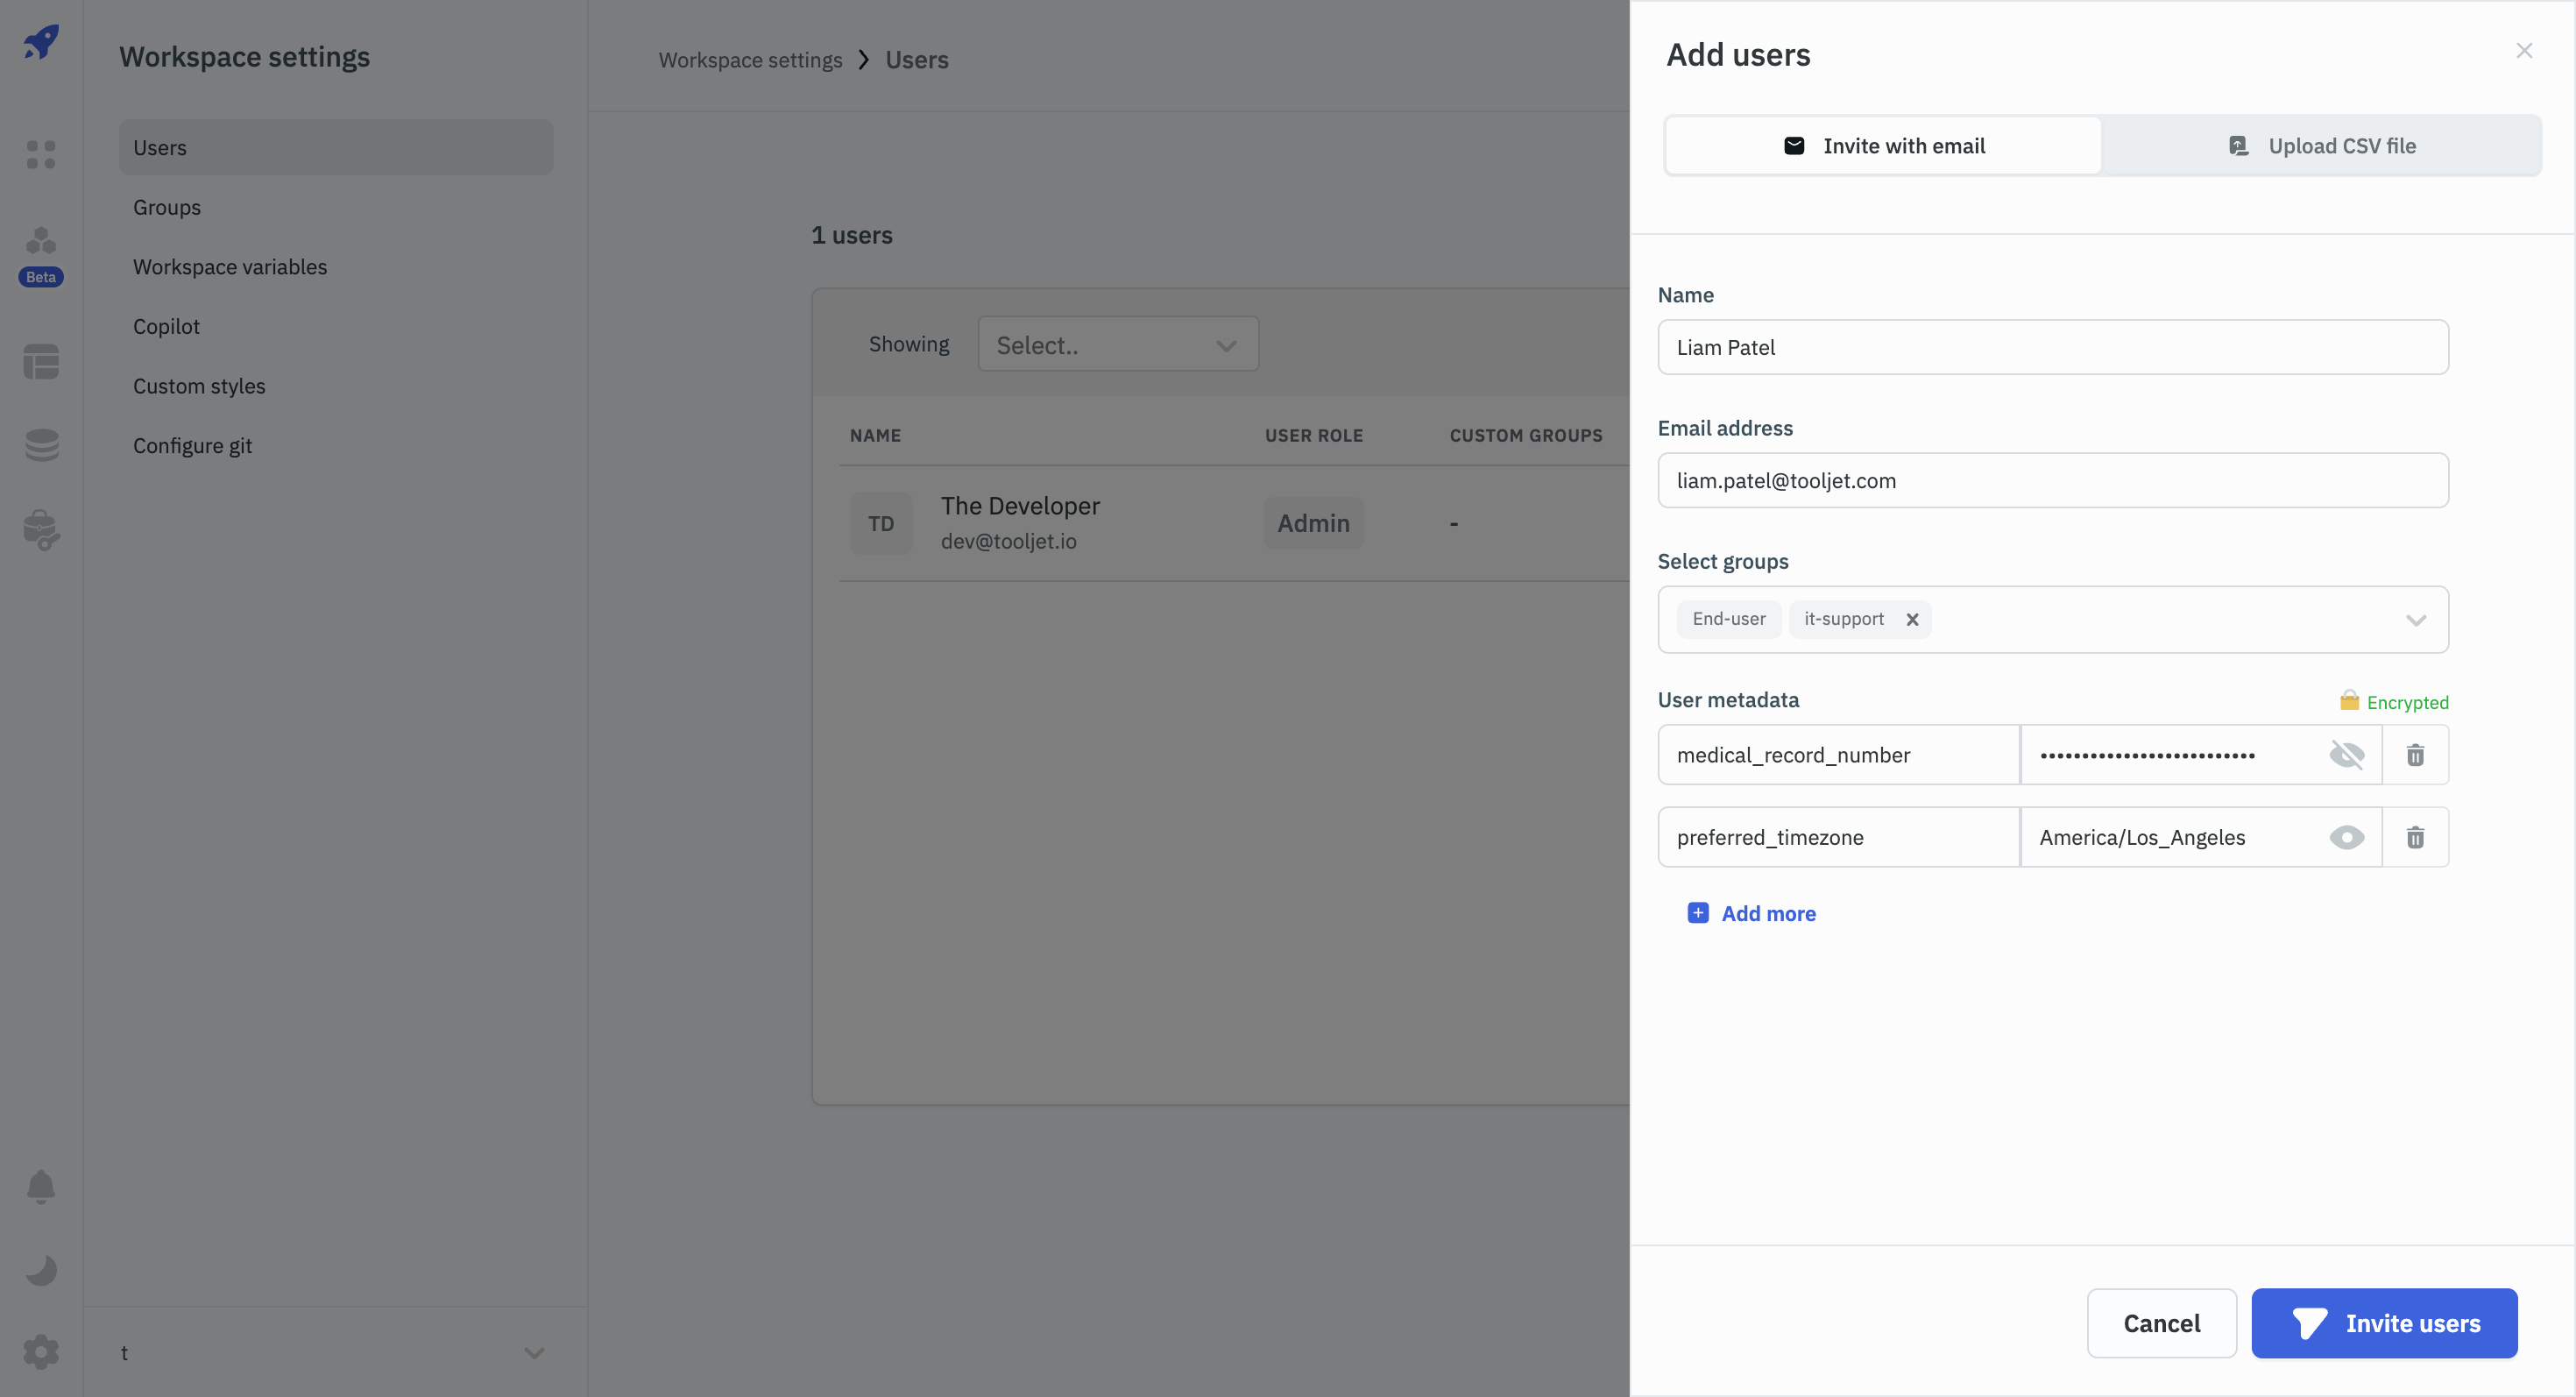 Workspace settings
Users
Groups
Workspace variables
Copilot
Custom styles
Configure git
Beta
t
Workspace settings > Users
1 users
Showing Select..
NAME USER ROLE CUSTOM GROUPS
TD The Developer Admin -
dev@tooljet.io
Add users
Invite with email Upload CSV file
Name
Liam Patel
Email address
liam.patel@tooljet.com
Select groups
End-user it-support
User metadata Encrypted
medical_record_number ••••••••••••••••••••••••••
preferred_timezone America/Los_Angeles
Add more
Cancel Invite users